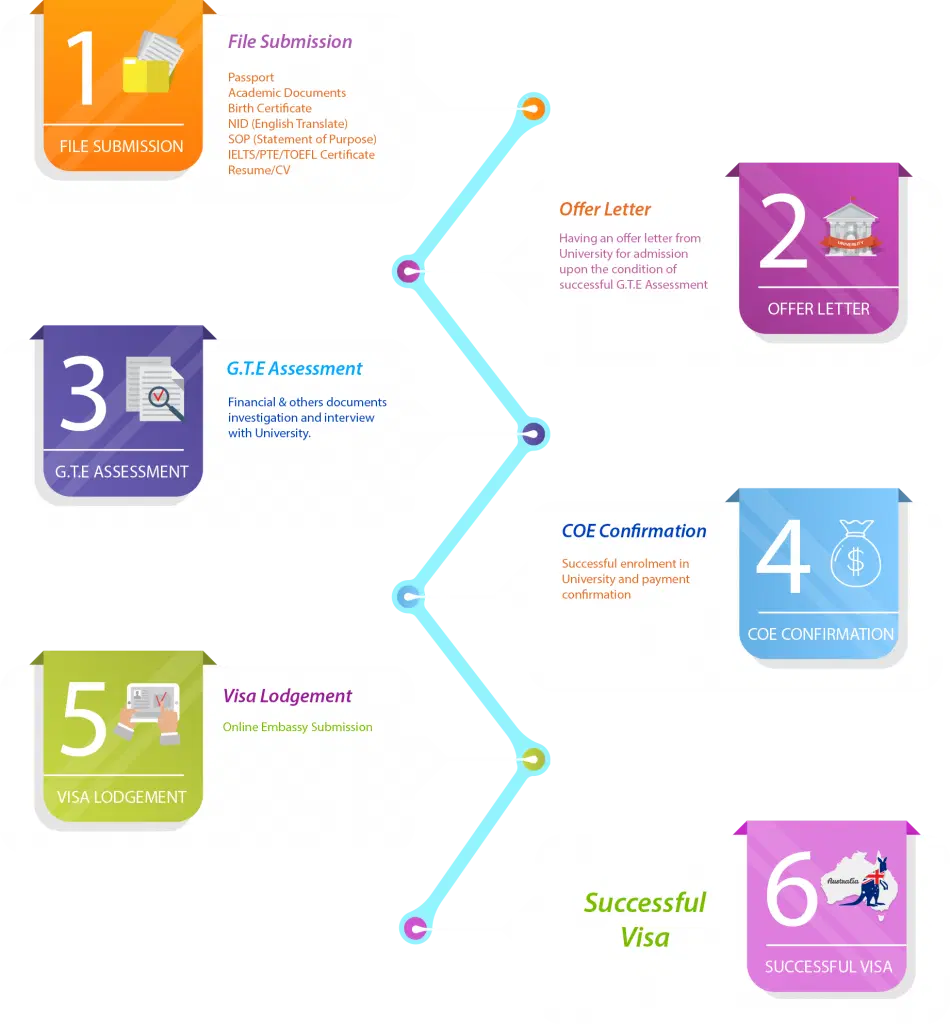 1
FILE SUBMISSION
File Submission
Passport
Academic Documents
Birth Certificate
NID (English Translate)
SOP (Statement of Purpose)
IELTS/PTE/TOEFL Certificate
Resume/CV
Offer Letter
Having an offer letter from
University for admission
upon the condition of
successful G.T.E Assessment
2
UNIVERSITY
OFFER LETTER
3
G.T.E ASSESSMENT
G.T.E Assessment
Financial & others documents
investigation and interview
with University.
COE Confirmation
Successful enrolment in
University and payment
confirmation
4
$
COE CONFIRMATION
5
VISA LODGEMENT
Visa Lodgement
Online Embassy Submission
Successful
Visa
6
Australia
SUCCESSFUL VISA